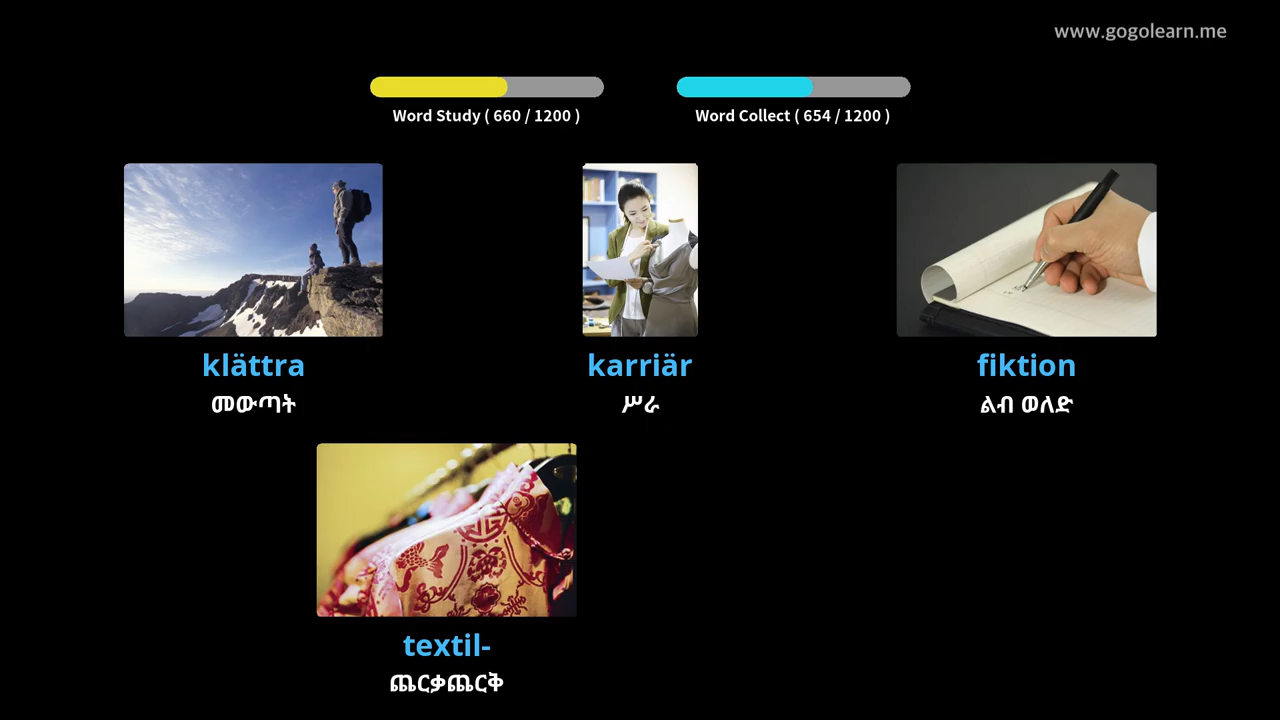 www.gogolearn.me
Word Study ( 660 / 1200 )
Word Collect ( 654 / 1200 )
klättra
መውጣት
karriär
ሥራ
fiktion
ልብ ወለድ
textil-
ጨርቃጨርቅ